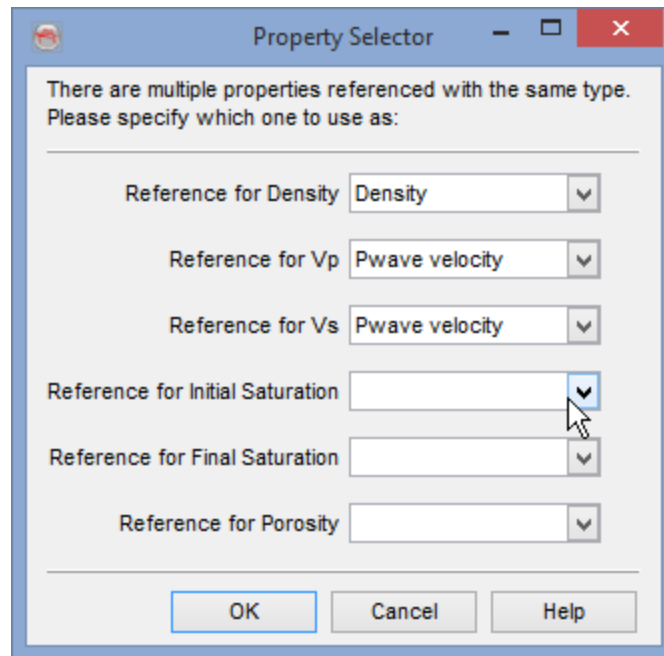 Property Selector
There are multiple properties referenced with the same type.
Please specify which one to use as:
Reference for Density Density
Reference for Vp Pwave velocity
Reference for Vs Pwave velocity
Reference for Initial Saturation
Reference for Final Saturation
Reference for Porosity
OK Cancel Help